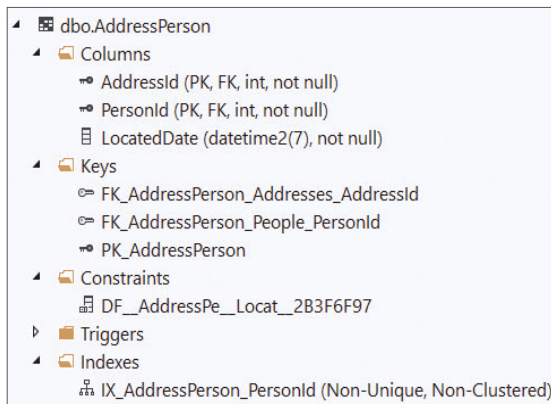 dbo.AddressPerson
Columns
AddressId (PK, FK, int, not null)
PersonId (PK, FK, int, not null)
LocatedDate (datetime2(7), not null)
Keys
FK_AddressPerson_Addresses_AddressId
FK_AddressPerson_People_PersonId
PK_AddressPerson
Constraints
DF__AddressPe__Locat__2B3F6F97
Triggers
Indexes
IX_AddressPerson_PersonId (Non-Unique, Non-Clustered)